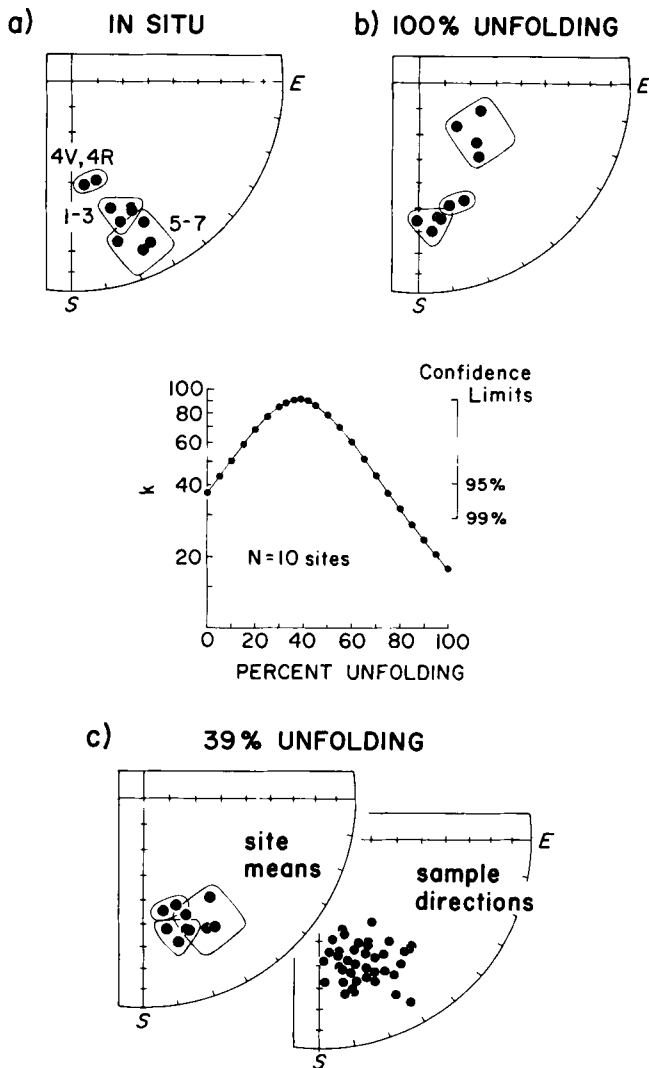 a) IN SITU
b) 100% UNFOLDING
E
E
4V, 4R
1-3
5-7
S
S
Confidence
Limits
100
80
60
40
20
k
95%
99%
N=10 sites
0 20 40 60 80 100
PERCENT UNFOLDING
c) 39% UNFOLDING
site
means
E
sample
directions
S
S